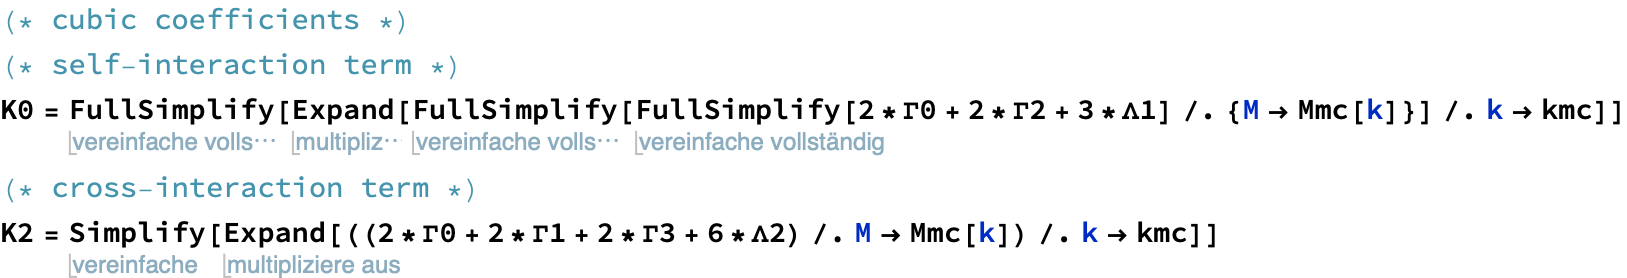 (* cubic coefficients *)
(* self-interaction term *)
K0 = FullSimplify[Expand[FullSimplify[FullSimplify[2 * Γ0 + 2 * Γ2 + 3 * Λ1] /. {M → Mmc[k]}] /. k → kmc]]
vereinfache volls⋯ multipliz⋯ vereinfache volls⋯ vereinfache vollständig
(* cross-interaction term *)
K2 = Simplify[Expand[((2 * Γ0 + 2 * Γ1 + 2 * Γ3 + 6 * Λ2) /. M → Mmc[k]) /. k → kmc]]
vereinfache multipliziere aus